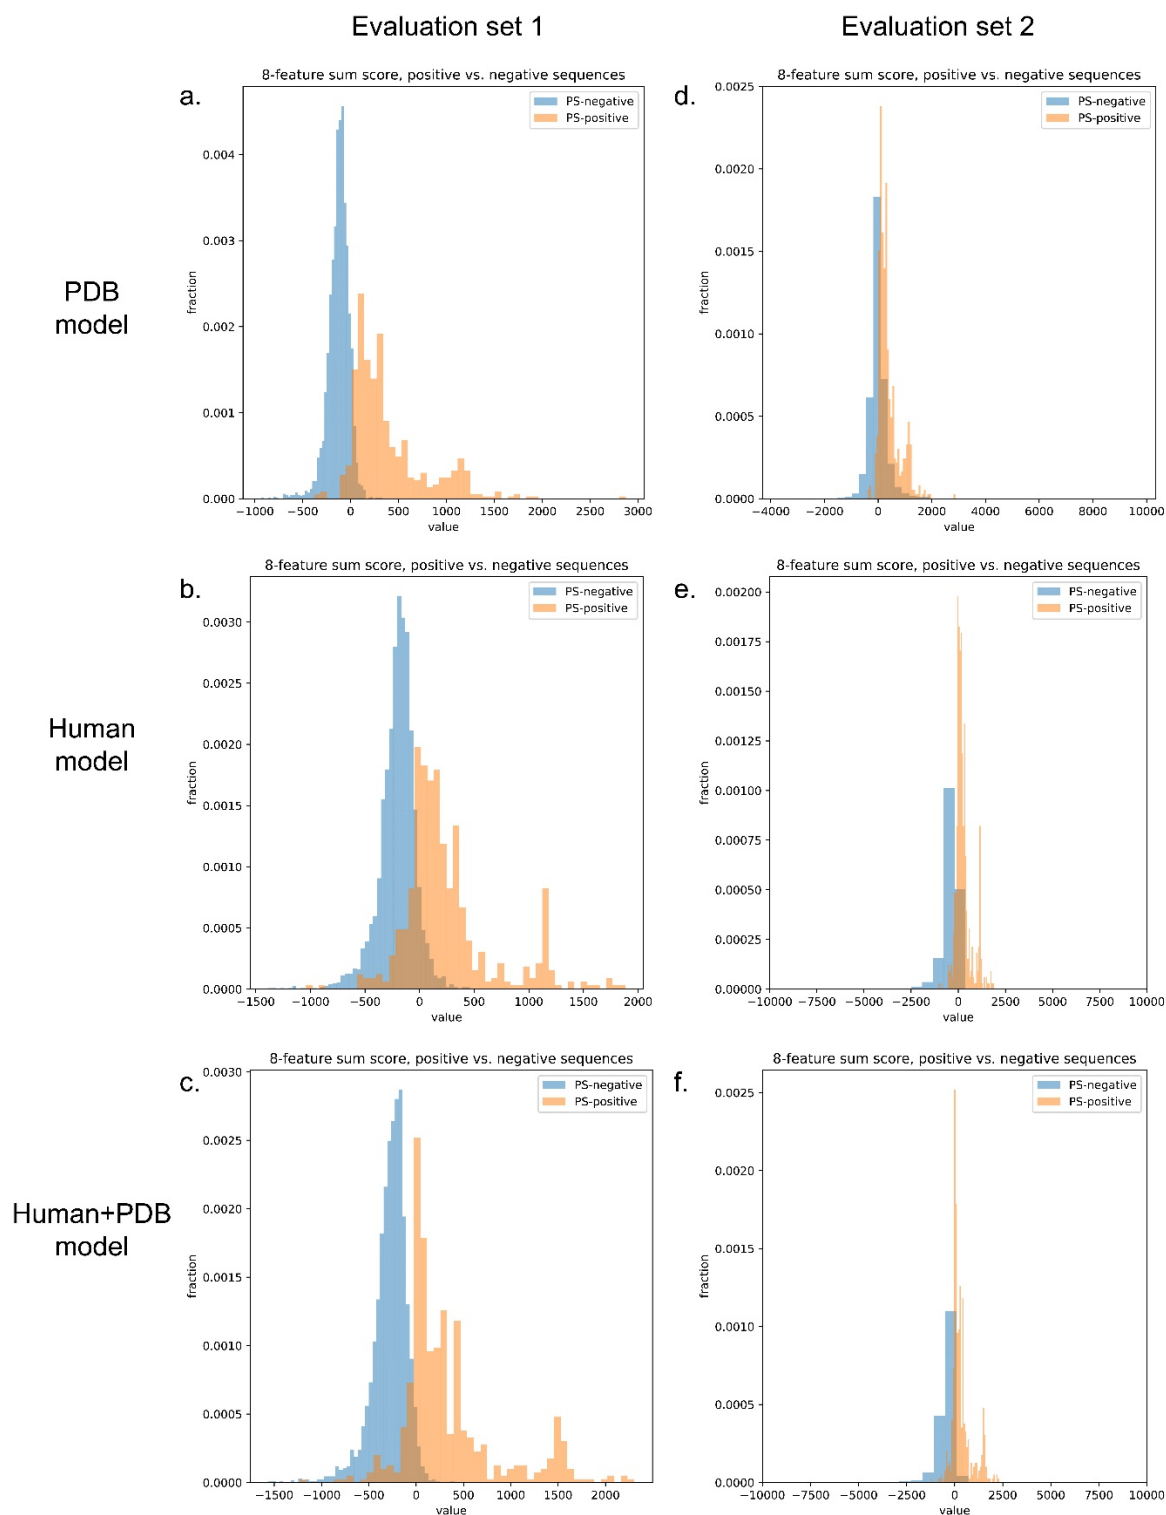 Evaluation set 1
Evaluation set 2
PDB
model
a.
8-feature sum score, positive vs. negative sequences
PS-negative
PS-positive
fraction
0.004
0.003
0.002
0.001
0.000
−1000 −500 0 500 1000 1500 2000 2500 3000
value
d.
8-feature sum score, positive vs. negative sequences
PS-negative
PS-positive
fraction
0.0025
0.0020
0.0015
0.0010
0.0005
0.0000
−4000 −2000 0 2000 4000 6000 8000 10000
value
Human
model
b.
8-feature sum score, positive vs. negative sequences
PS-negative
PS-positive
fraction
0.0030
0.0025
0.0020
0.0015
0.0010
0.0005
0.0000
−1500 −1000 −500 0 500 1000 1500 2000
value
e.
8-feature sum score, positive vs. negative sequences
PS-negative
PS-positive
fraction
0.00200
0.00175
0.00150
0.00125
0.00100
0.00075
0.00050
0.00025
0.00000
−10000 −7500 −5000 −2500 0 2500 5000 7500 10000
value
Human+PDB
model
c.
8-feature sum score, positive vs. negative sequences
PS-negative
PS-positive
fraction
0.0030
0.0025
0.0020
0.0015
0.0010
0.0005
0.0000
−1500 −1000 −500 0 500 1000 1500 2000
value
f.
8-feature sum score, positive vs. negative sequences
PS-negative
PS-positive
fraction
0.0025
0.0020
0.0015
0.0010
0.0005
0.0000
−10000 −7500 −5000 −2500 0 2500 5000 7500 10000
value